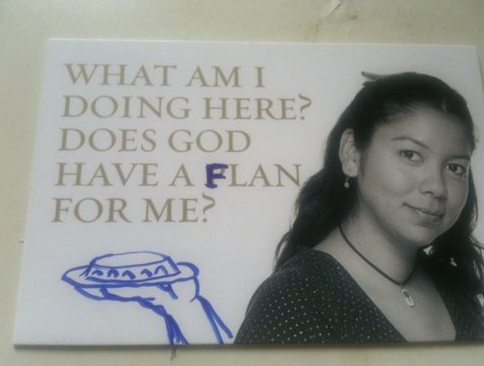 WHAT AM I
DOING HERE?
DOES GOD
HAVE A FLAN
FOR ME?